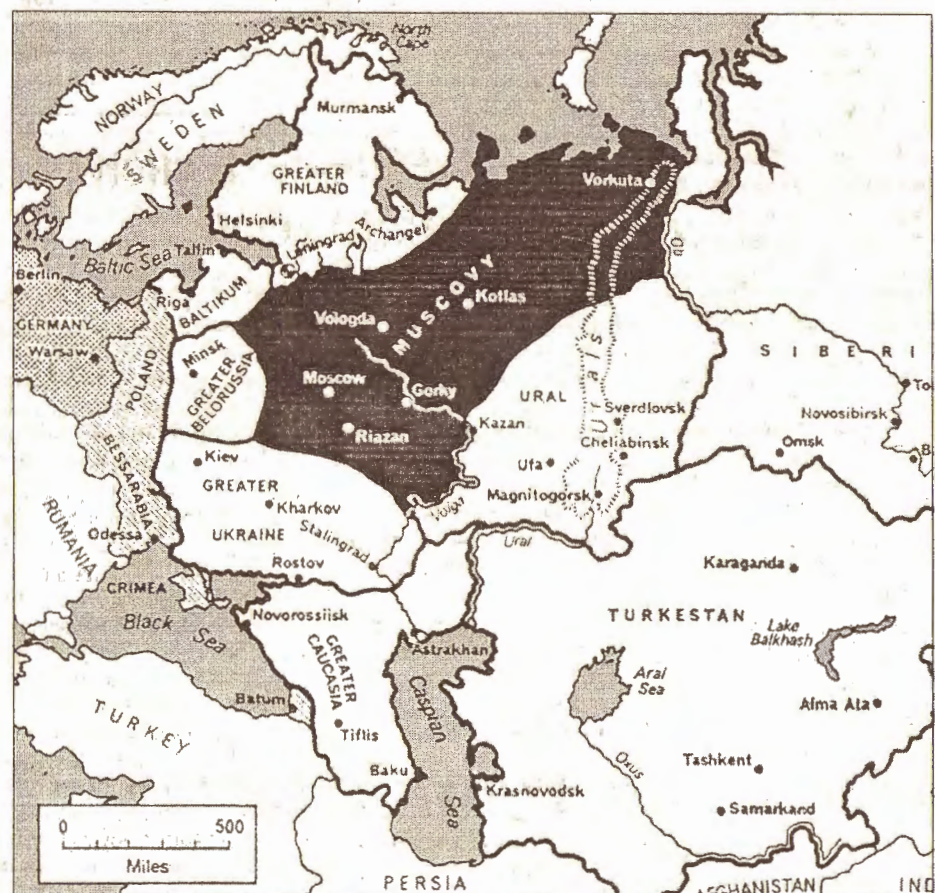 North
Cape
NORWAY
SWEDEN
Murmansk
GREATER
FINLAND
Vorkuta
Helsinki
Archangel
Leningrad
Ob
Tallin
Baltic Sea
Berlin
Riga
BALTIKUM
MUSCOVY
Kotlas
Vologda
GERMANY
Warsaw
POLAND
Minsk
GREATER
BELORUSSIA
Urals
SIBERI
To
Moscow
Gorky
URAL
Sverdlovsk
Novosibirsk
Riazan
Kazan
Cheliabinsk
Omsk
B
BESSARABIA
Kiev
Ufa
GREATER
Magnitogorsk
Volga
Kharkov
UKRAINE
Stalingrad
Odessa
Ural
RUMANIA
Rostov
Karaganda
CRIMEA
Black Sea
Novorossiisk
TURKESTAN
Lake
Balkhash
GREATER
CAUCASIA
Astrakhan
Aral
Sea
Caspian
Sea
Batum
Alma Ata
TURKEY
Tiflis
Oxus
Tashkent
Baku
Krasnovodsk
Samarkand
0 500
Miles
PERSIA
AFGHANISTAN
IND